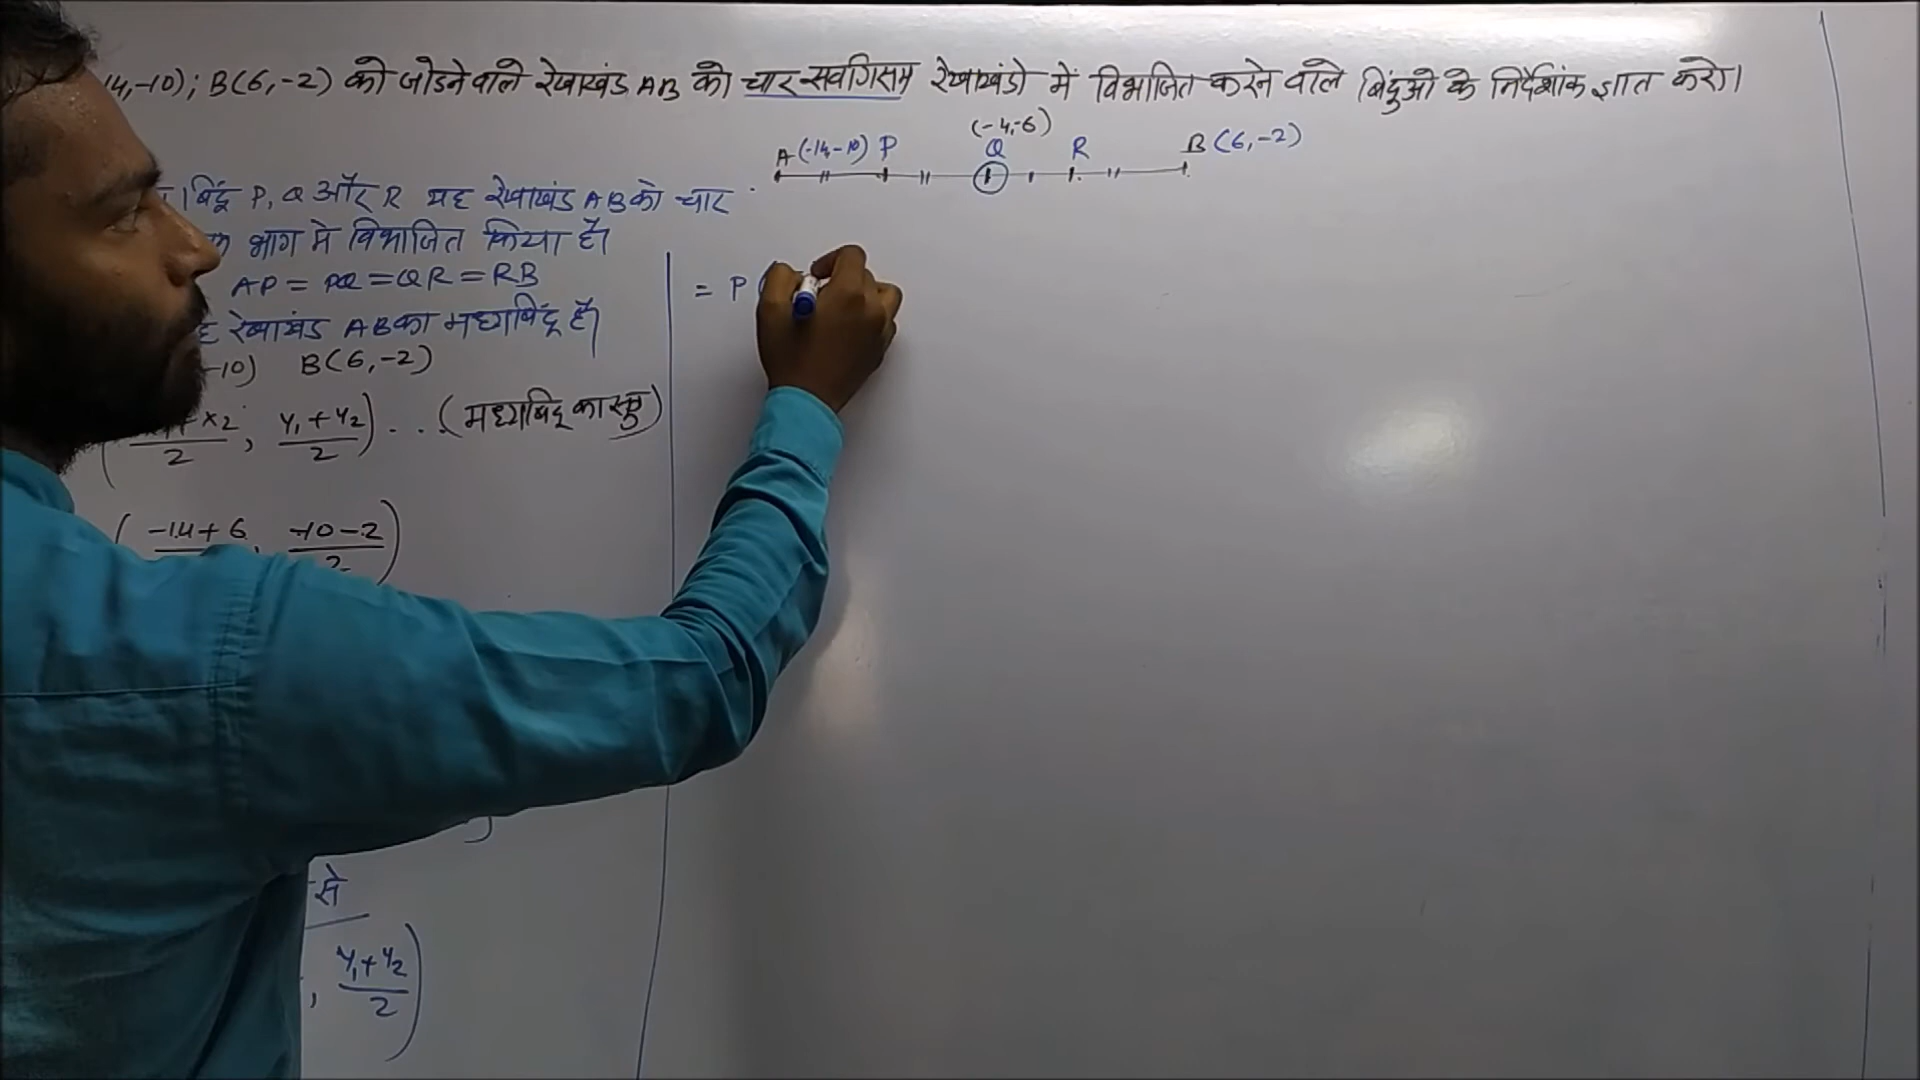 14,-10); B(6,-2) को जोडने वाले रेखाखंड AB को चार सर्वांगसम रेखाखंडो में विभाजित करने वाले बिंदुओ के निर्देशांक ज्ञात करो।
(-4,-6)
A (-14,-10) P Q R B (6,-2)
बिंदू P, Q और R यह रेखाखंड AB को चार
भाग मे विभाजित किया है।
AP = PQ = QR = RB
रेखाखंड AB का मध्यबिंदू है।
= P (
-10) B(6,-2)
(x1+x2/2, y1+y2/2) ... (मध्यबिंदू का सूत्र)
(-14+6, -10-2/2)
से
, y1+y2/2)